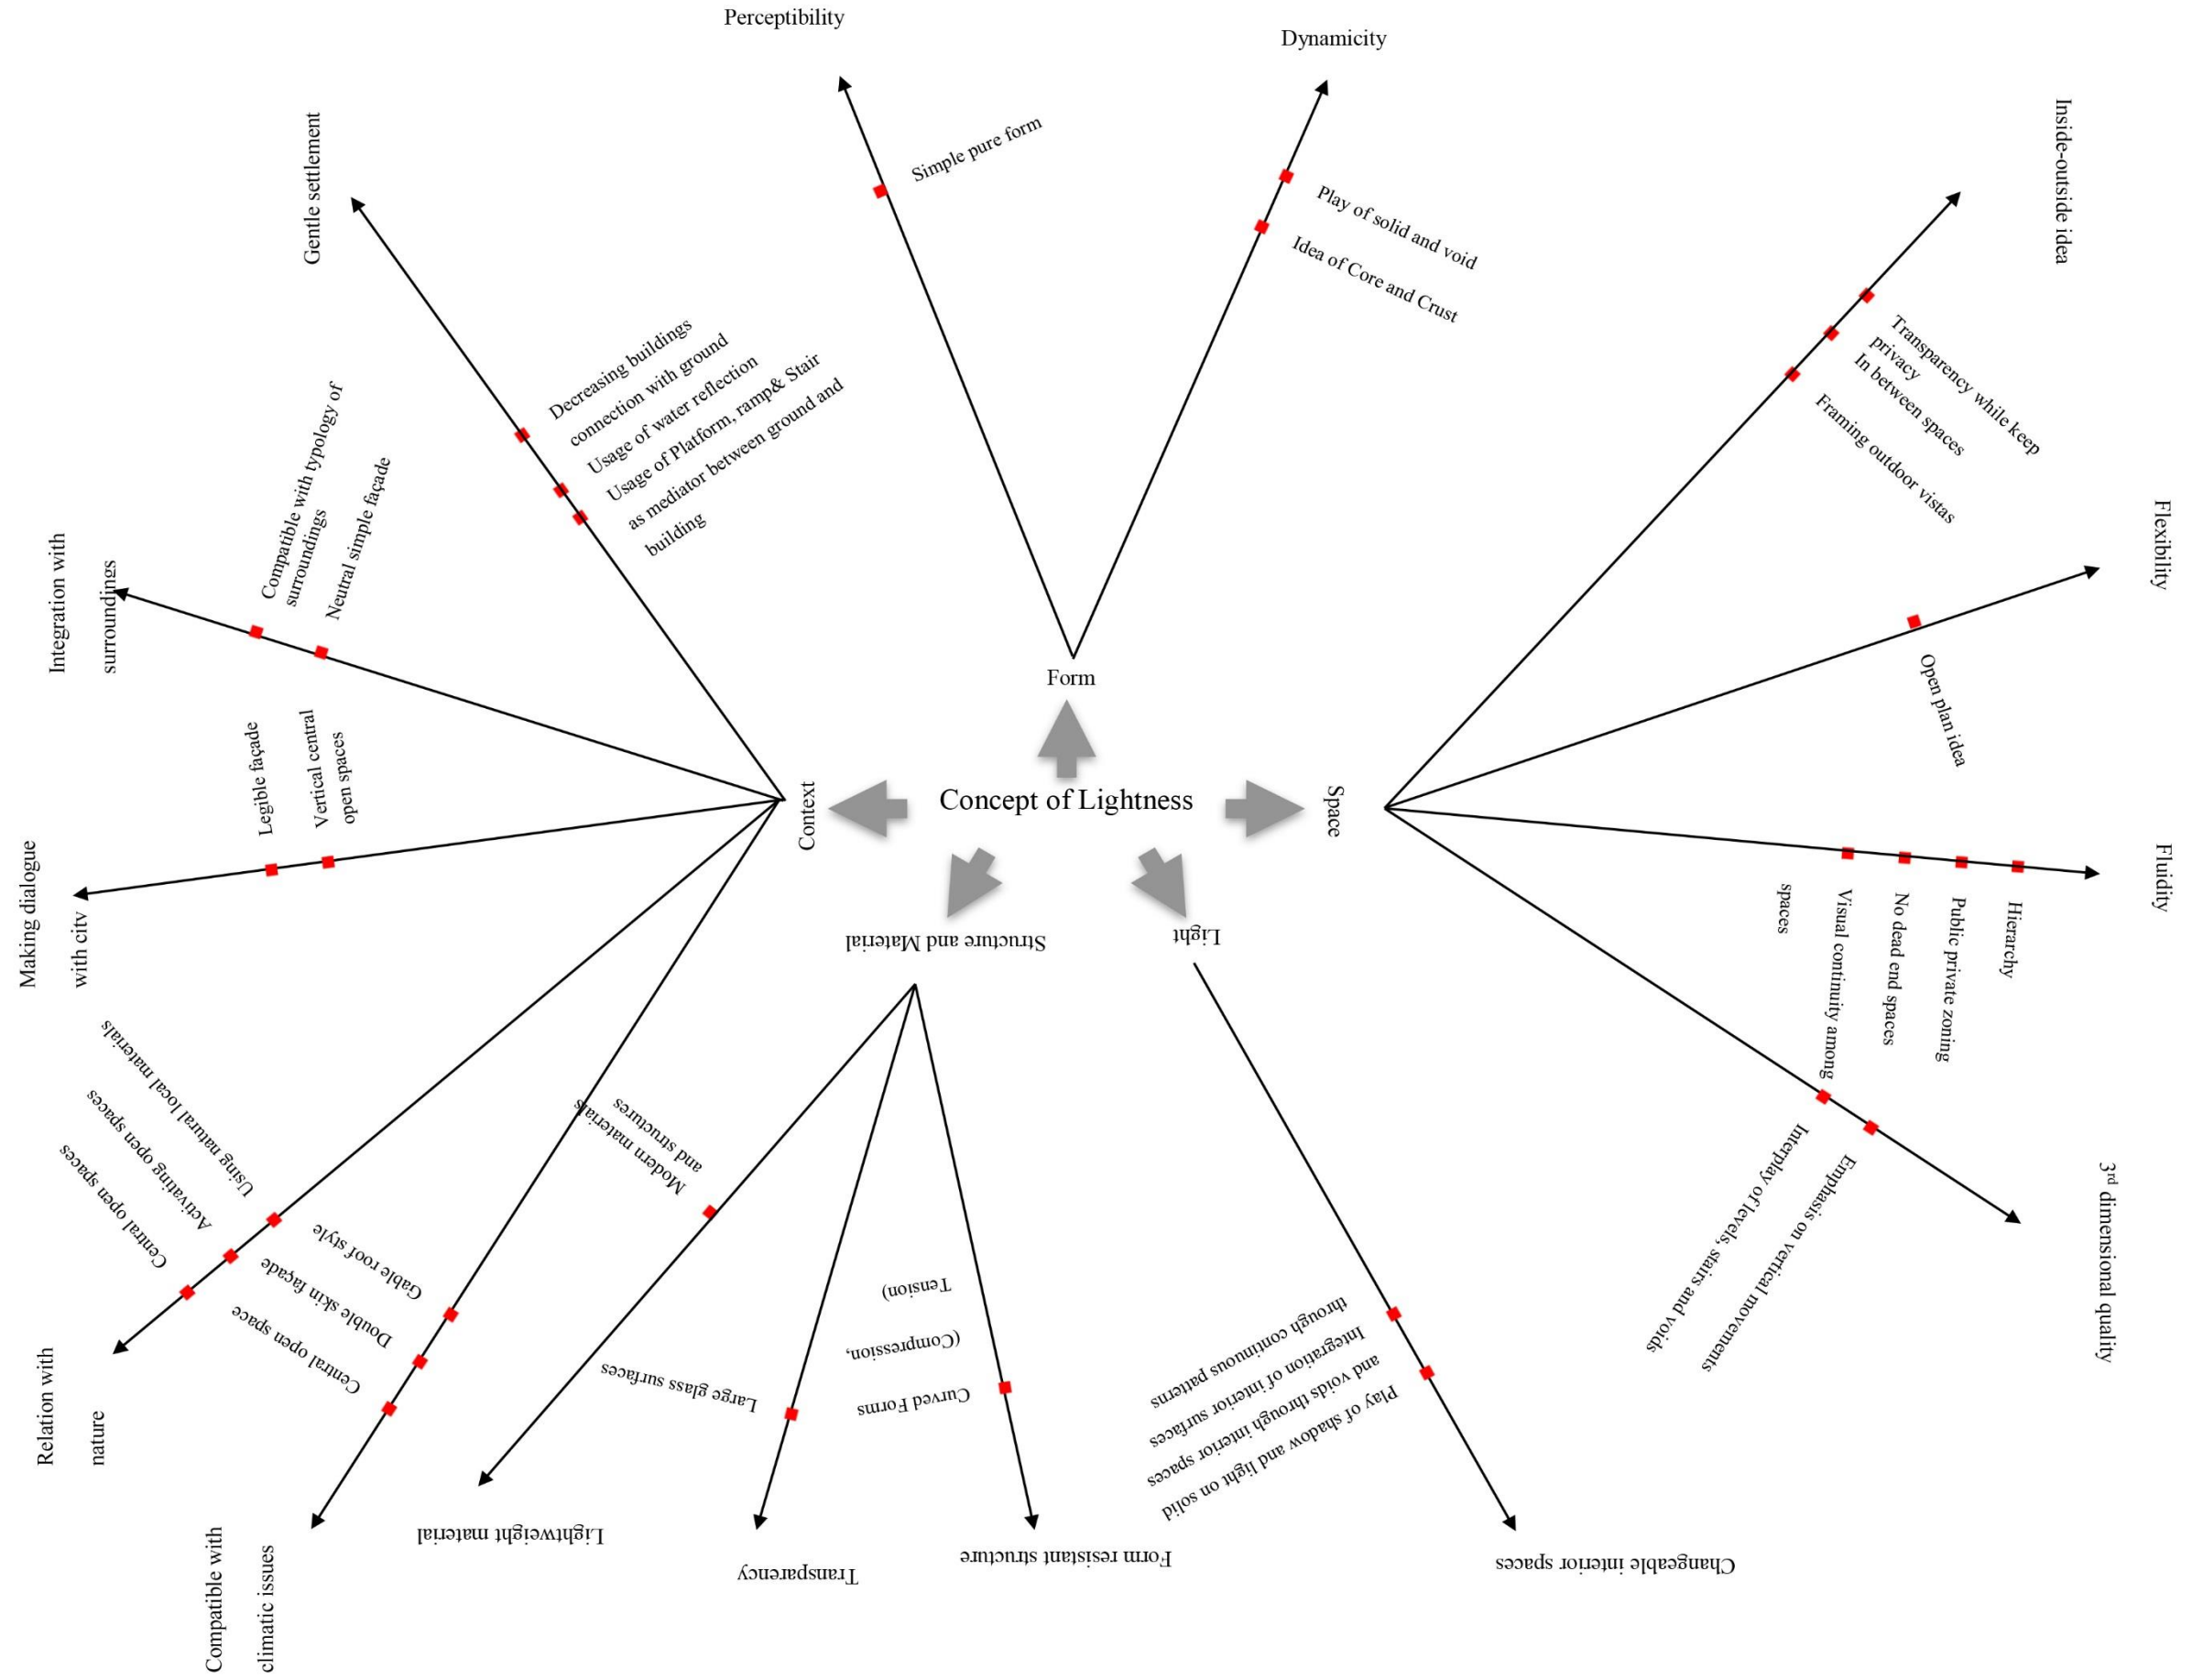 Perceptibility
Dynamicity
Simple pure form
Play of solid and void
Idea of Core and Crust
Form
Concept of Lightness
Gentle settlement
Decreasing buildings
connection with ground
Usage of water reflection
Usage of Platform, ramp& Stair
as mediator between ground and
building
Integration with
surroundings
Compatible with typology of
surroundings
Neutral simple façade
Context
Making dialogue
with city
Legible façade
Vertical central
open spaces
Relation with
nature
Using natural local materials
Activating open spaces
Central open spaces
Compatible with
climatic issues
Gable roof style
Double skin façade
Central open space
Structure and Material
Lightweight material
Modern materials
and structures
Transparency
Large glass surfaces
Form resistant structure
Curved Forms
(Compression,
Tension)
Light
Changeable interior spaces
Play of shadow and light on solid
and voids through interior spaces
Integration of interior surfaces
through continuous patterns
Space
Inside-outside idea
Transparency while keep
privacy
In between spaces
Framing outdoor vistas
Flexibility
Open plan idea
Fluidity
Hierarchy
Public private zoning
No dead end spaces
Visual continuity among
spaces
3rd dimensional quality
Emphasis on vertical movements
Interplay of levels, stairs and voids